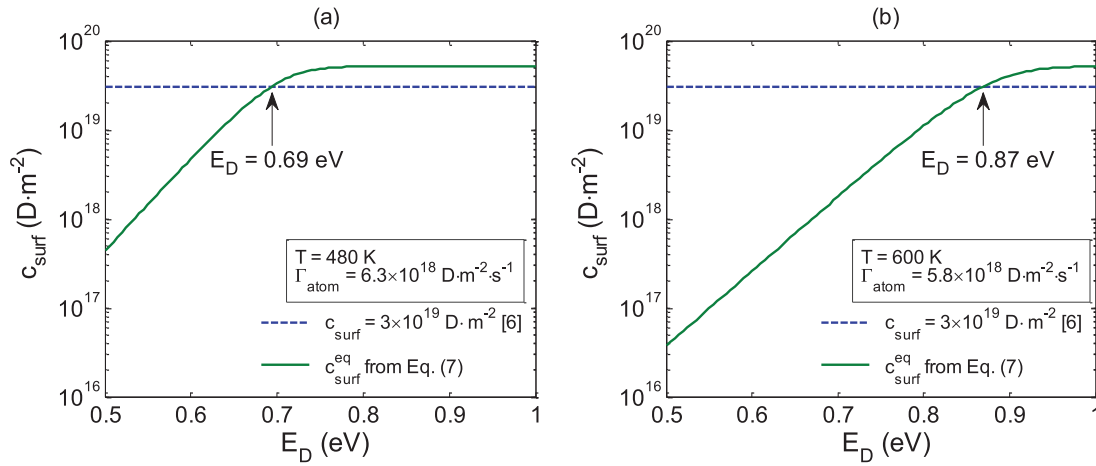 (a)
10^20
10^19
10^18
10^17
10^16
c_surf (D·m^-2)
E_D = 0.69 eV
T = 480 K
Γ_atom = 6.3×10^18 D·m^-2·s^-1
c_surf = 3×10^19 D· m^-2 [6]
c_surf^eq from Eq. (7)
0.5 0.6 0.7 0.8 0.9 1
E_D (eV)
(b)
10^20
10^19
10^18
10^17
10^16
c_surf (D·m^-2)
E_D = 0.87 eV
T = 600 K
Γ_atom = 5.8×10^18 D·m^-2·s^-1
c_surf = 3×10^19 D· m^-2 [6]
c_surf^eq from Eq. (7)
0.5 0.6 0.7 0.8 0.9 1
E_D (eV)